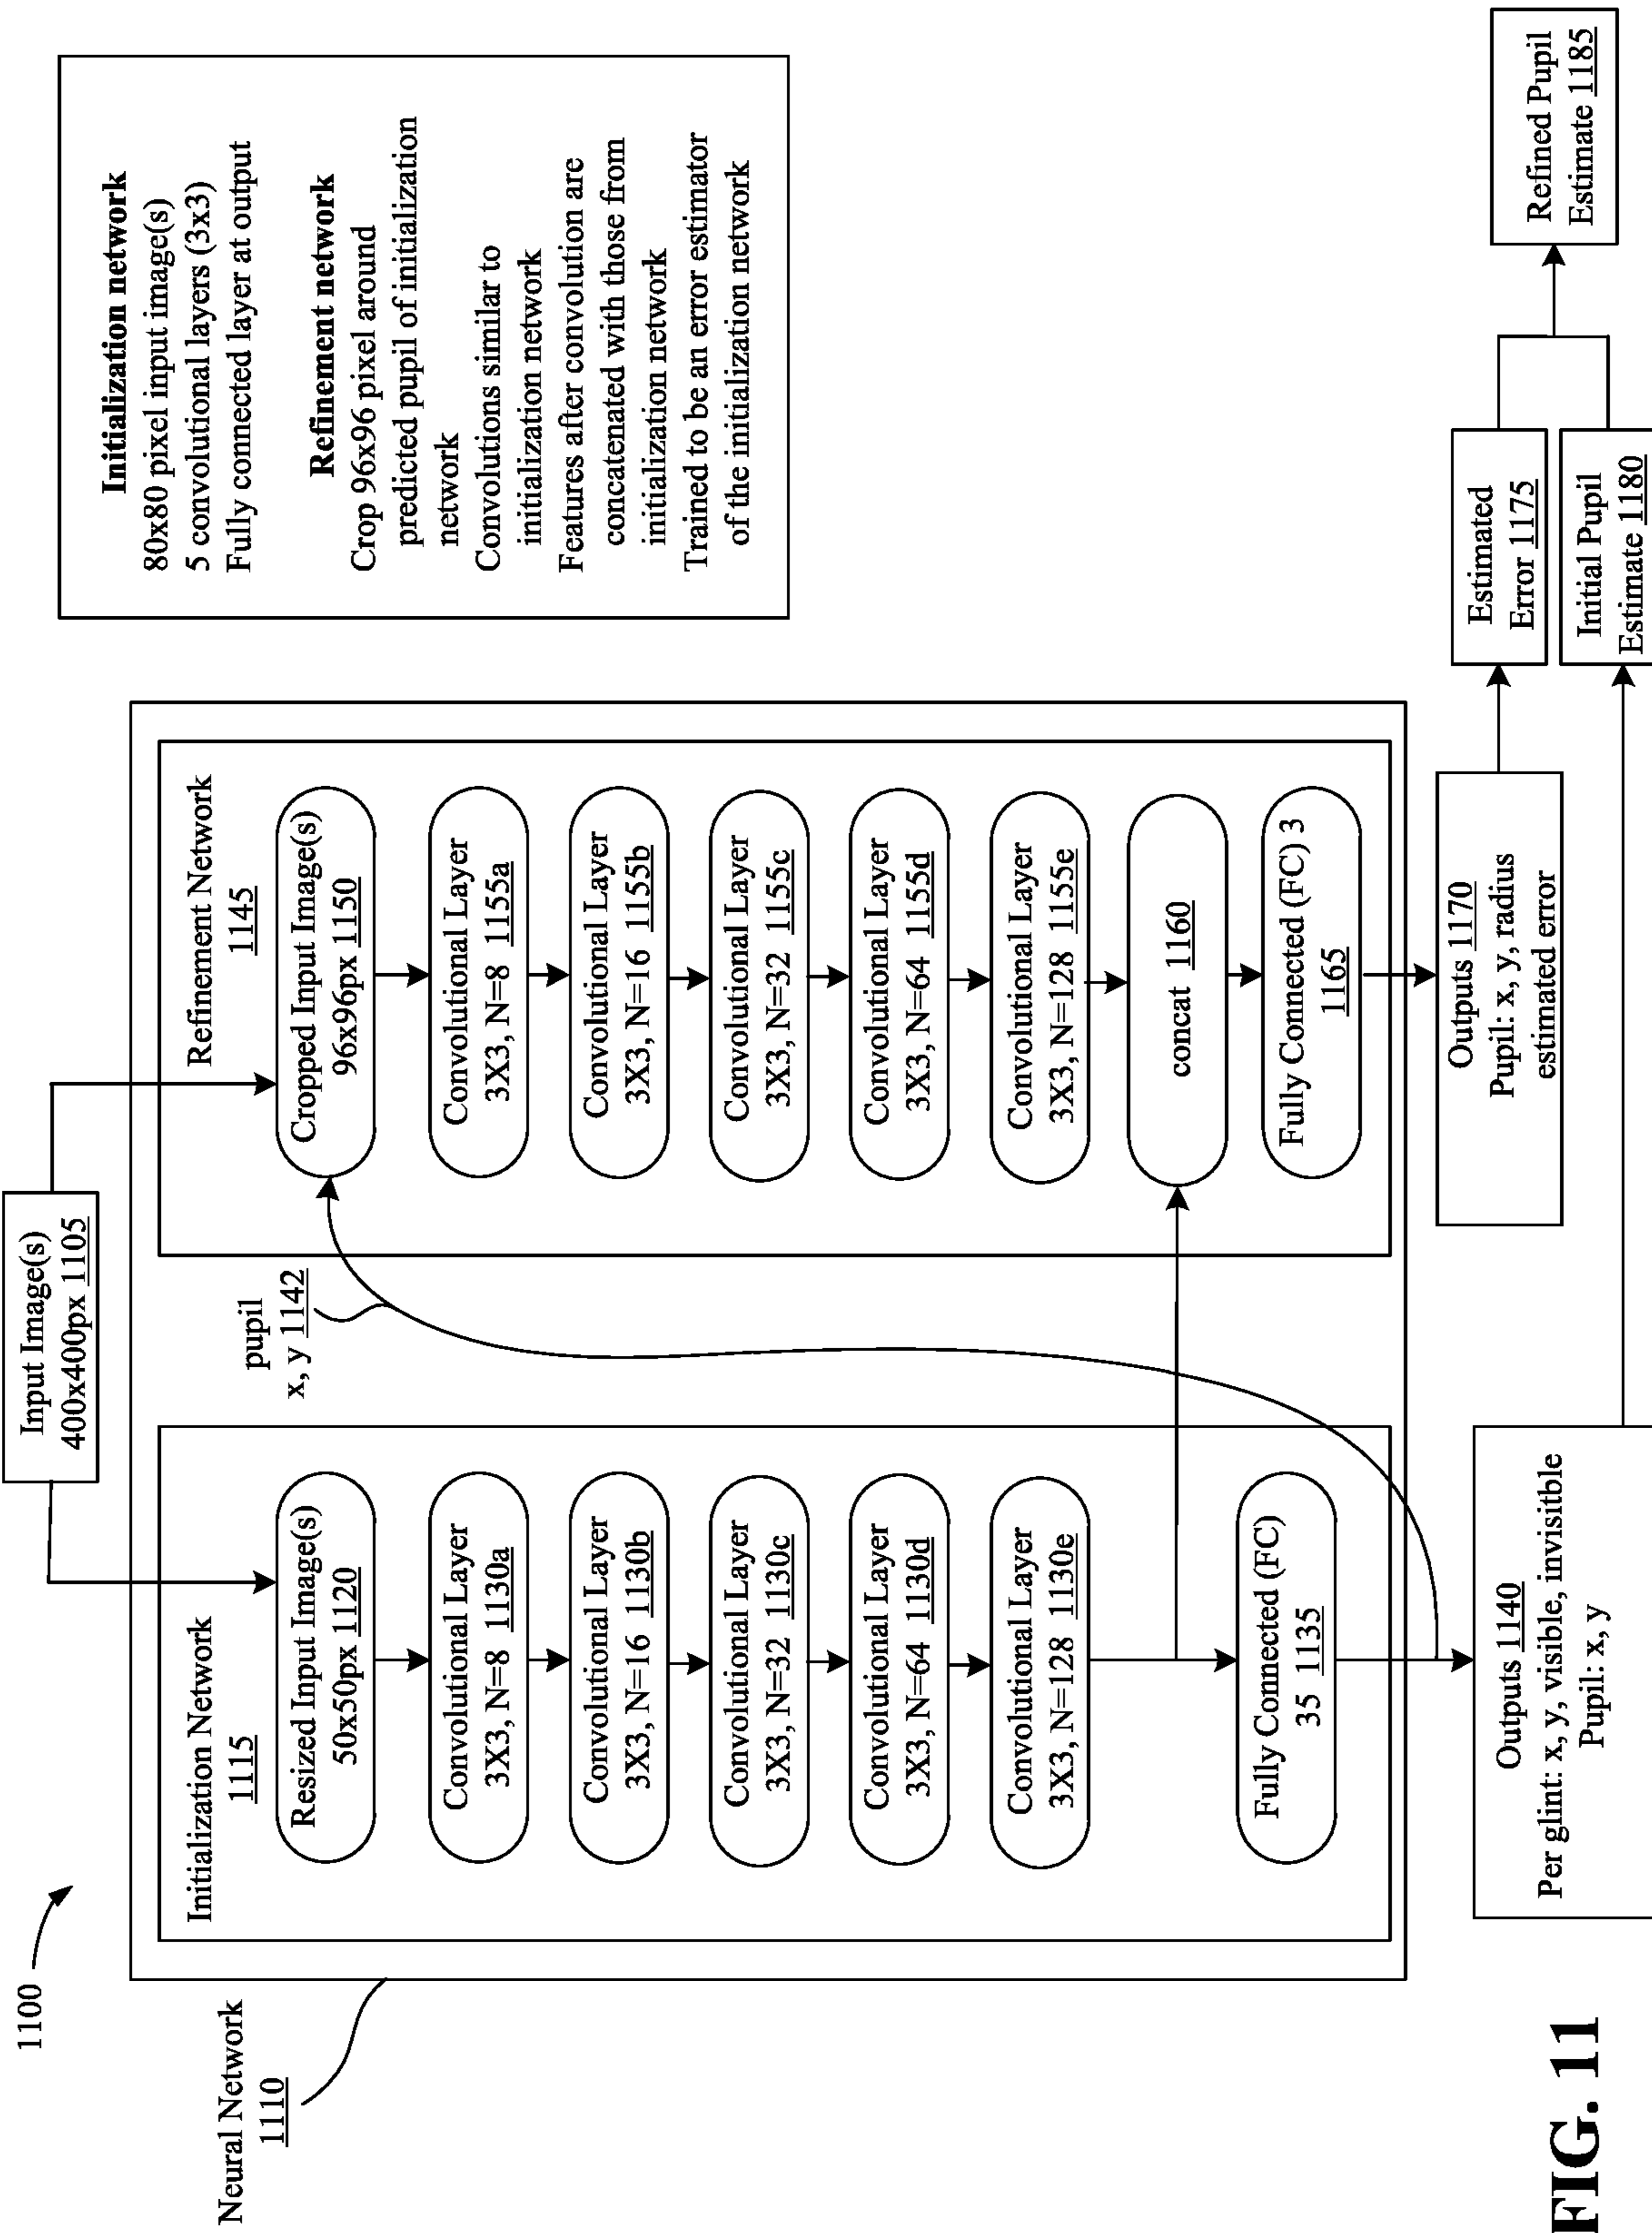 1100
Neural Network
1110
Input Image(s)
400x400px 1105
Initialization Network
1115
Resized Input Image(s)
50x50px 1120
Convolutional Layer
3X3, N=8 1130a
Convolutional Layer
3X3, N=16 1130b
Convolutional Layer
3X3, N=32 1130c
Convolutional Layer
3X3, N=64 1130d
Convolutional Layer
3X3, N=128 1130e
Fully Connected (FC)
35 1135
Outputs 1140
Per glint: x, y, visible, invisitble
Pupil: x, y
pupil
x, y 1142
Refinement Network
1145
Cropped Input Image(s)
96x96px 1150
Convolutional Layer
3X3, N=8 1155a
Convolutional Layer
3X3, N=16 1155b
Convolutional Layer
3X3, N=32 1155c
Convolutional Layer
3X3, N=64 1155d
Convolutional Layer
3X3, N=128 1155e
concat 1160
Fully Connected (FC) 3
1165
Outputs 1170
Pupil: x, y, radius
estimated error
Estimated
Error 1175
Initial Pupil
Estimate 1180
Refined Pupil
Estimate 1185
Initialization network
80x80 pixel input image(s)
5 convolutional layers (3x3)
Fully connected layer at output
Refinement network
Crop 96x96 pixel around
predicted pupil of initialization
network
Convolutions similar to
initialization network
Features after convolution are
concatenated with those from
initialization network
Trained to be an error estimator
of the initialization network
FIG. 11